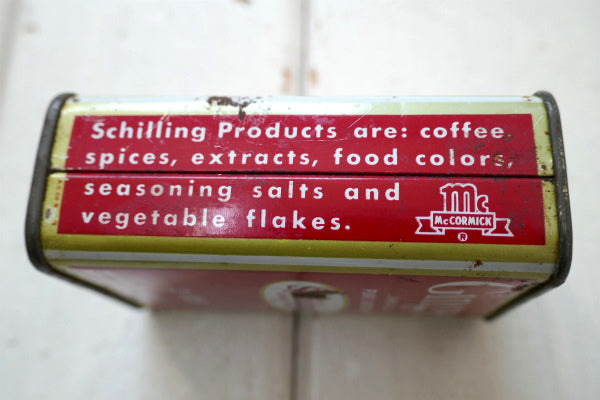 Schilling Products are: coffee,
spices, extracts, food colors,
seasoning salts and
vegetable flakes.
Mc
McCORMICK
®